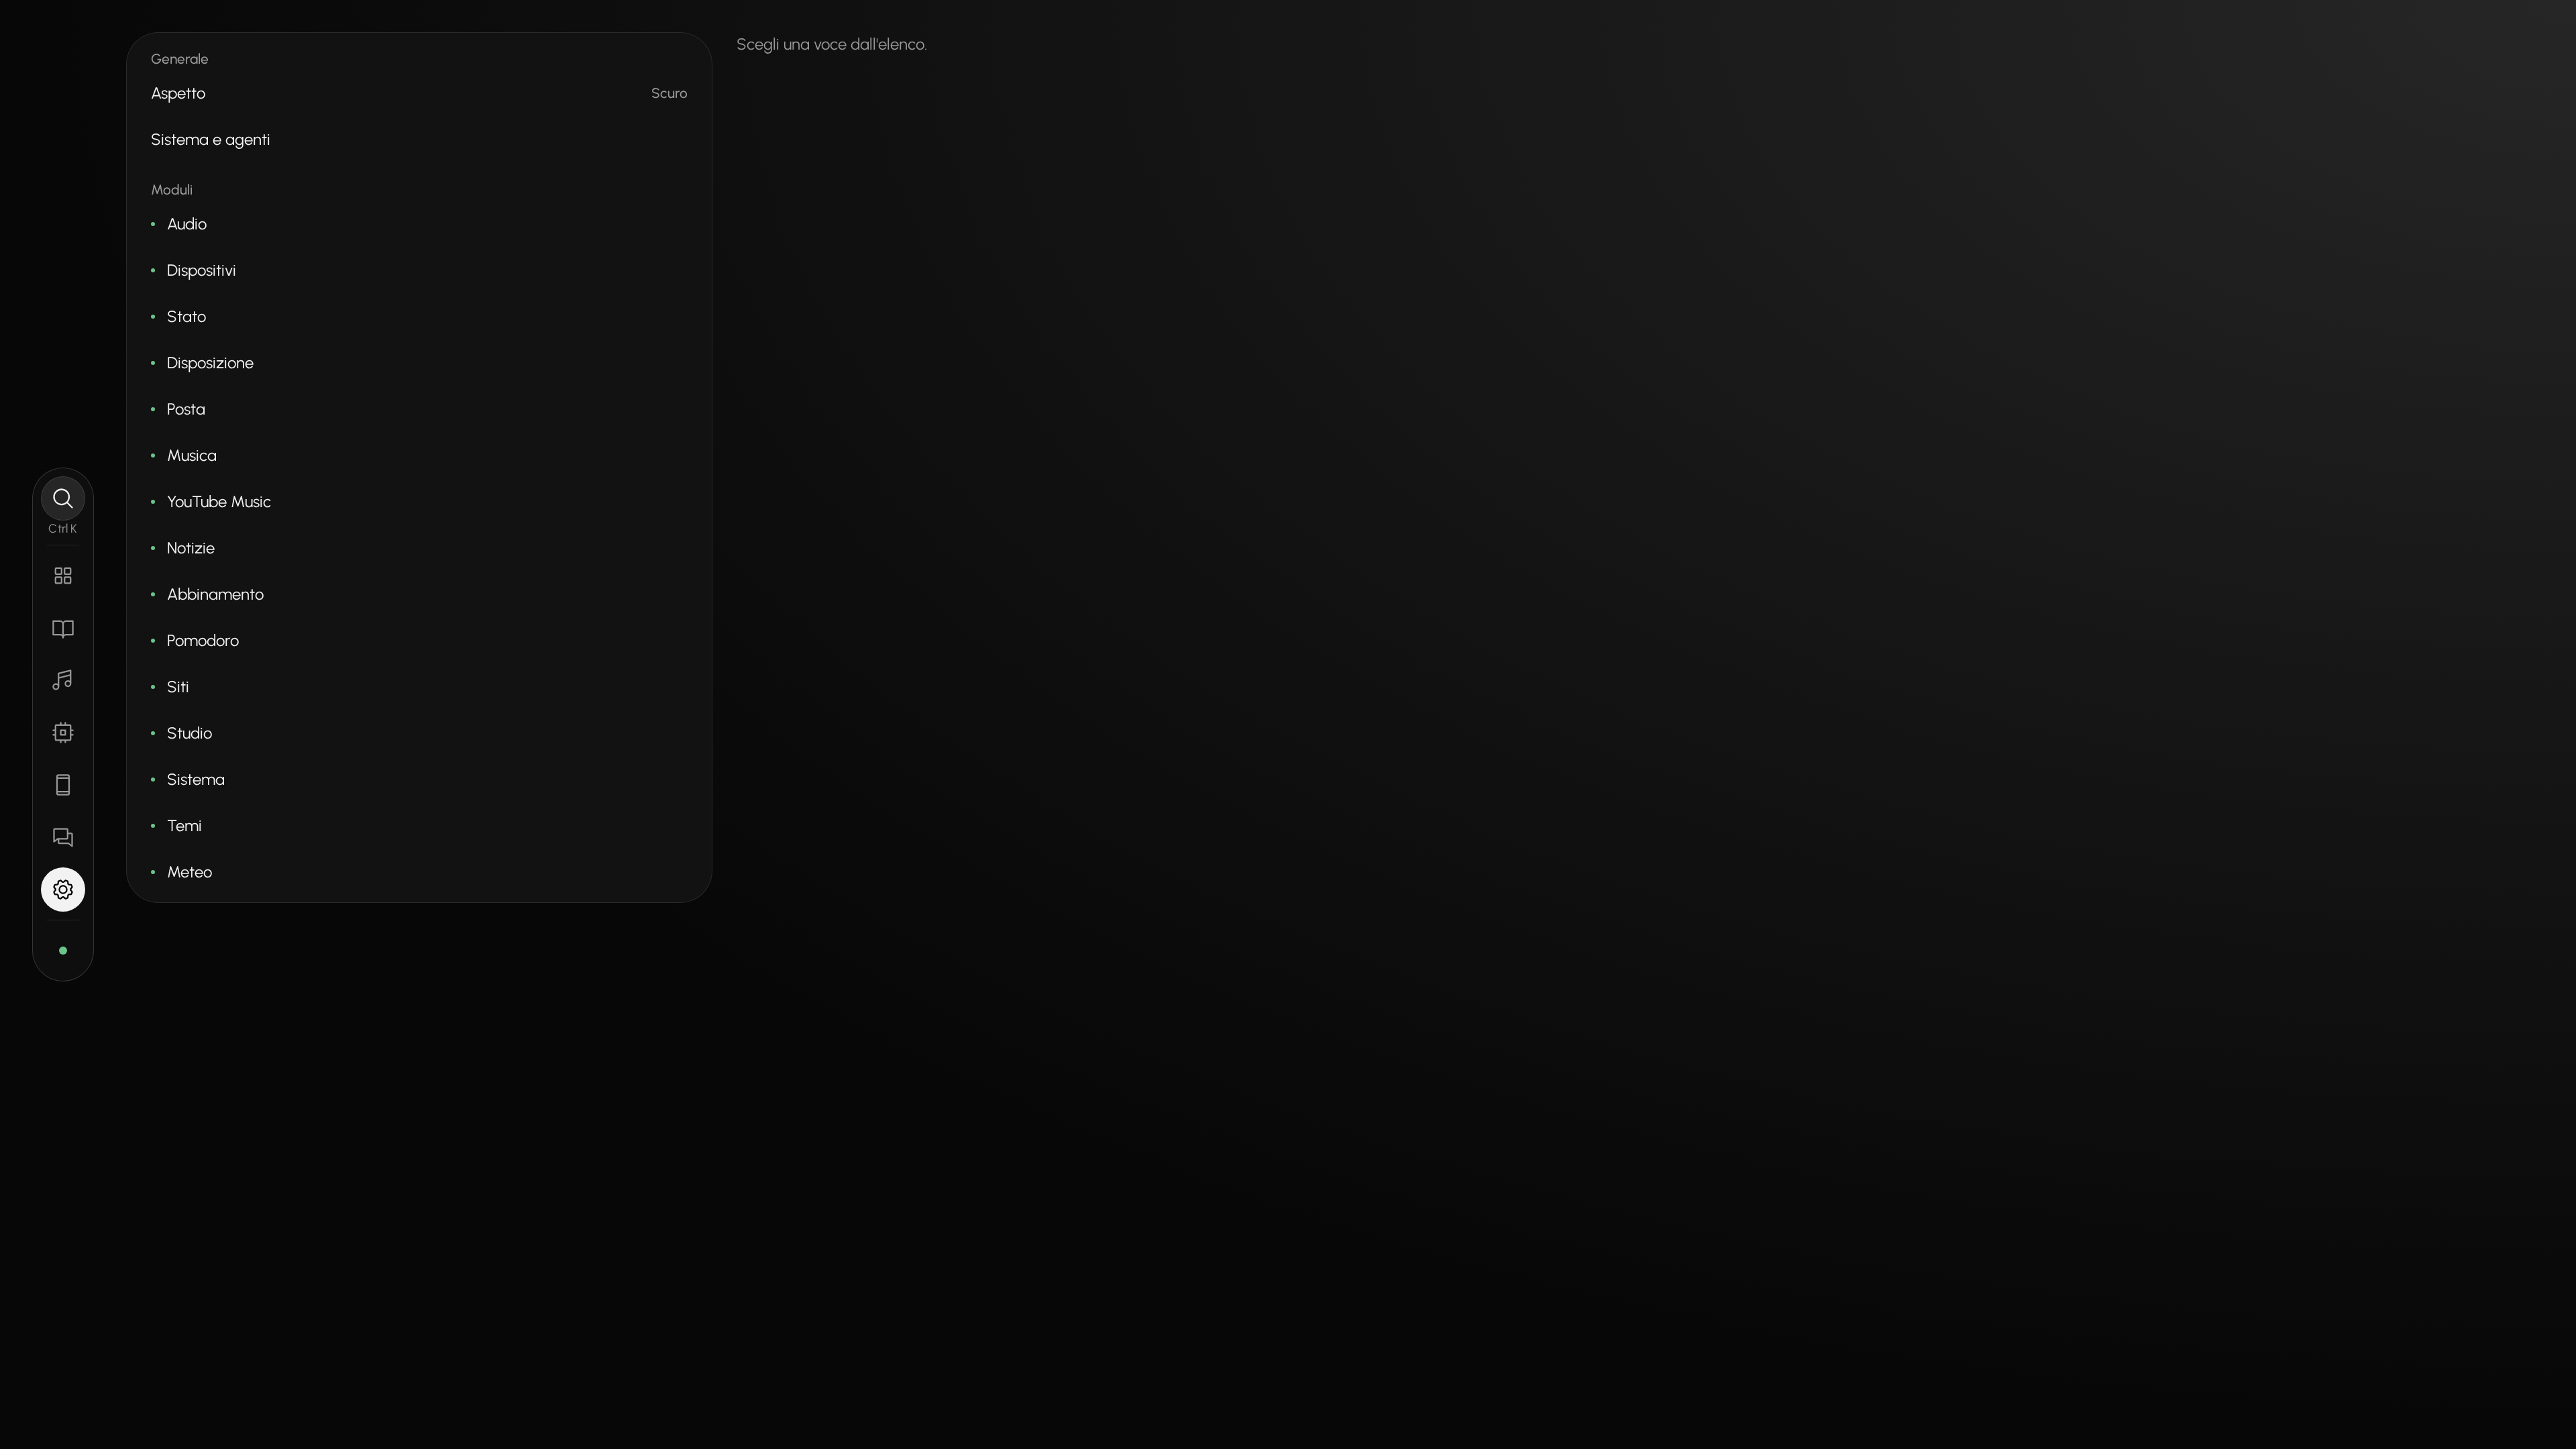 Generale
Aspetto Scuro
Sistema e agenti
Moduli
Audio
Dispositivi
Stato
Disposizione
Posta
Musica
YouTube Music
Notizie
Abbinamento
Pomodoro
Siti
Studio
Sistema
Temi
Meteo
Scegli una voce dall'elenco.
Ctrl K